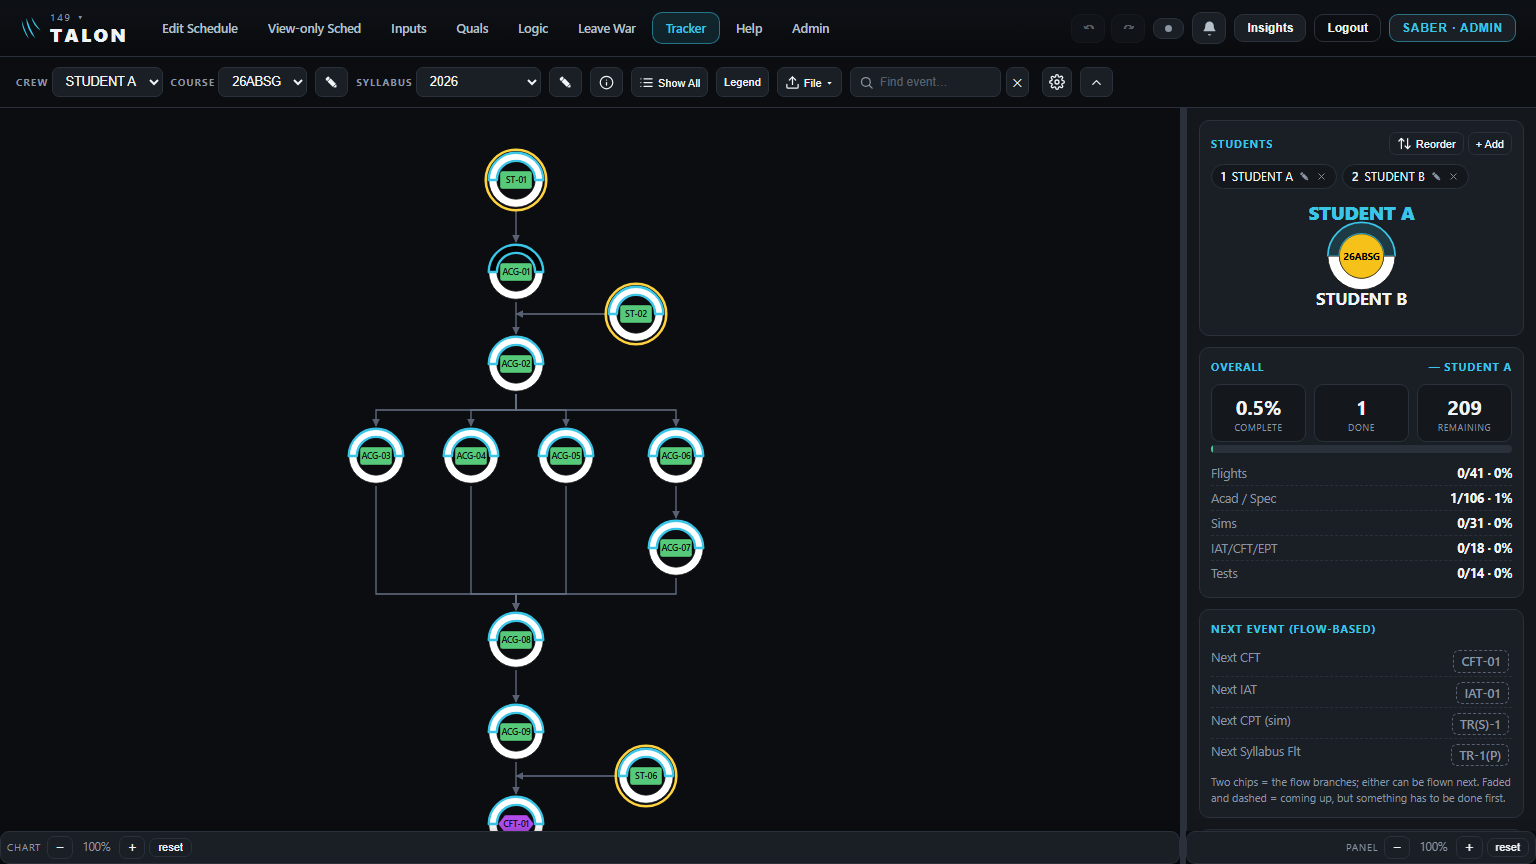 149
TALON
Edit Schedule
View-only Sched
Inputs
Quals
Logic
Leave War
Tracker
Help
Admin
Insights
Logout
SABER · ADMIN
CREW
STUDENT A
COURSE
26ABSG
SYLLABUS
2026
Show All
Legend
File
Find event...
ST-01
ACG-01
ST-02
ACG-02
ACG-03
ACG-04
ACG-05
ACG-06
ACG-07
ACG-08
ACG-09
ST-06
CFT-01
STUDENTS
Reorder
+ Add
1 STUDENT A
2 STUDENT B
STUDENT A
26ABSG
STUDENT B
OVERALL
— STUDENT A
0.5%
COMPLETE
1
DONE
209
REMAINING
Flights 0/41 · 0%
Acad / Spec 1/106 · 1%
Sims 0/31 · 0%
IAT/CFT/EPT 0/18 · 0%
Tests 0/14 · 0%
NEXT EVENT (FLOW-BASED)
Next CFT CFT-01
Next IAT IAT-01
Next CPT (sim) TR(S)-1
Next Syllabus Flt TR-1(P)
Two chips = the flow branches; either can be flown next. Faded
and dashed = coming up, but something has to be done first.
CHART − 100% + reset
PANEL − 100% + reset